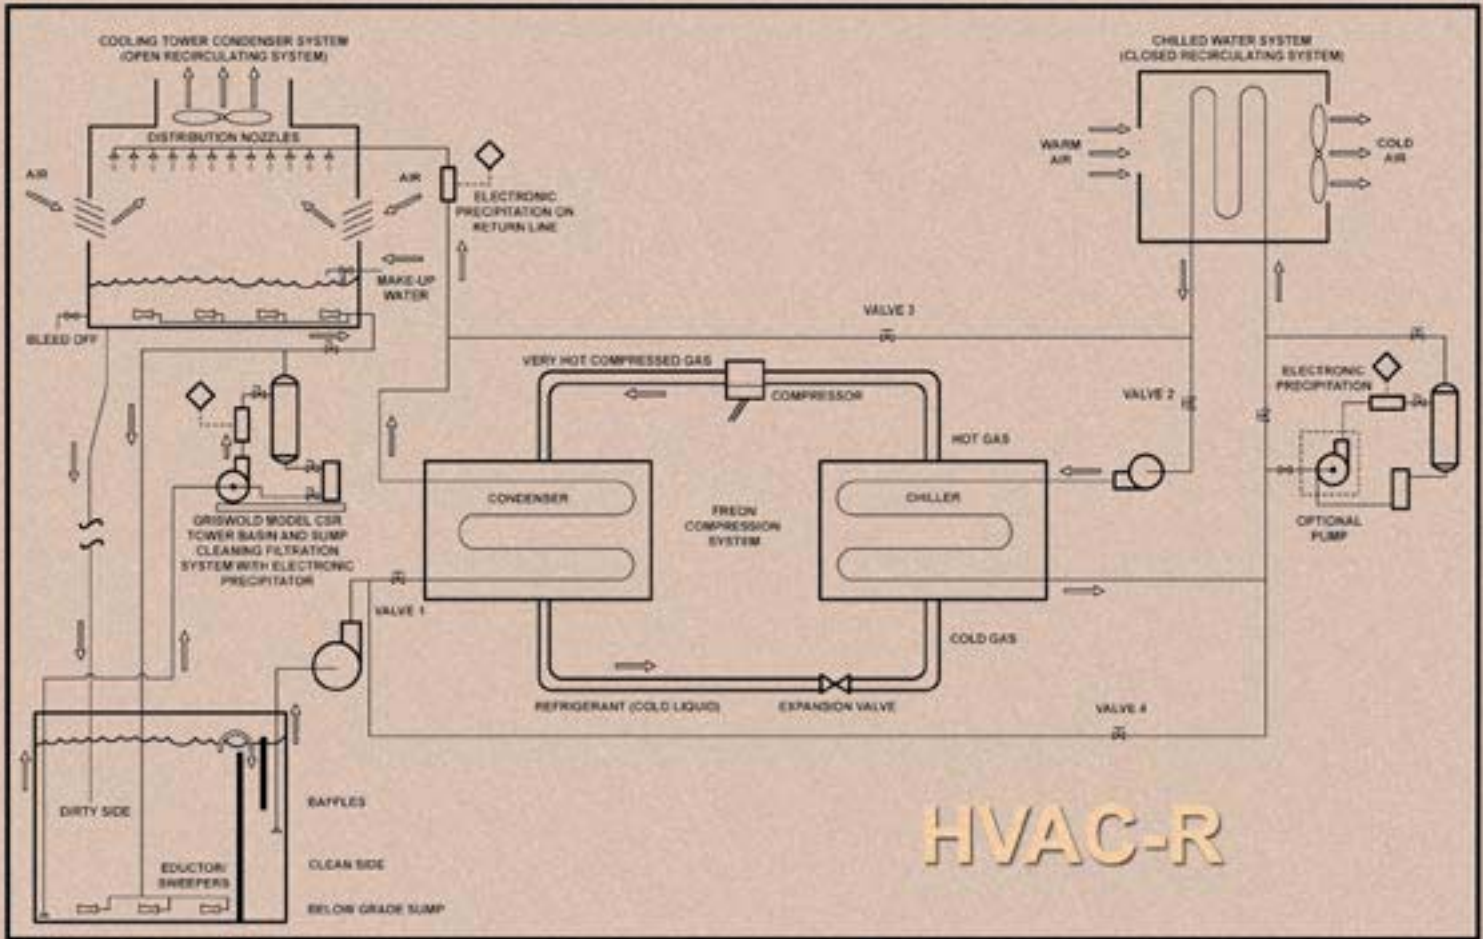 COOLING TOWER CONDENSER SYSTEM
(OPEN RECIRCULATING SYSTEM)
CHILLED WATER SYSTEM
(CLOSED RECIRCULATING SYSTEM)
DISTRIBUTION NOZZLES
AIR
AIR
ELECTRONIC
PRECIPITATION ON
RETURN LINE
WARM
AIR
COLD
AIR
MAKE-UP
WATER
BLEED OFF
VALVE 3
VERY HOT COMPRESSED GAS
COMPRESSOR
VALVE 2
ELECTRONIC
PRECIPITATION
HOT GAS
CONDENSER
FREON
COMPRESSION
SYSTEM
CHILLER
OPTIONAL
PUMP
GRISWOLD MODEL CSR
TOWER BASIN AND SUMP
CLEANING FILTRATION
SYSTEM WITH ELECTRONIC
PRECIPITATOR
VALVE 1
COLD GAS
REFRIGERANT (COLD LIQUID)
EXPANSION VALVE
VALVE 4
DIRTY SIDE
BAFFLES
EDUCTOR/
SWEEPERS
CLEAN SIDE
BELOW GRADE SUMP
HVAC-R